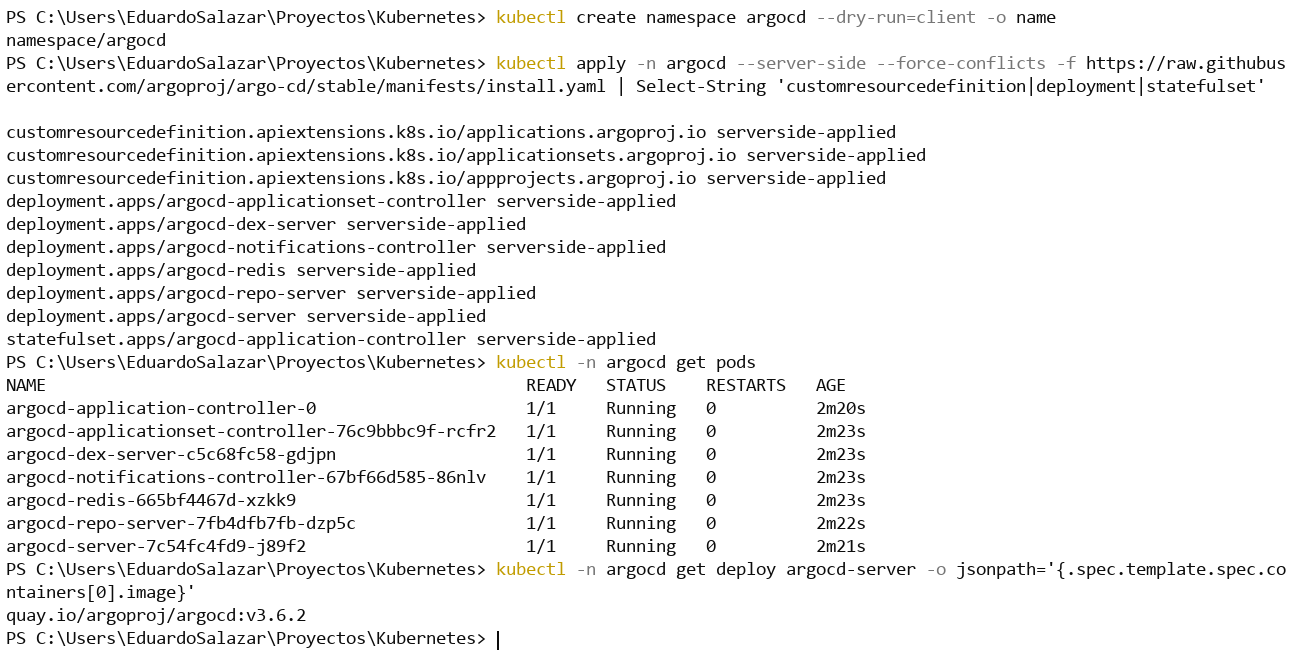 PS C:\Users\EduardoSalazar\Proyectos\Kubernetes> kubectl create namespace argocd --dry-run=client -o name
namespace/argocd
PS C:\Users\EduardoSalazar\Proyectos\Kubernetes> kubectl apply -n argocd --server-side --force-conflicts -f https://raw.githubus
ercontent.com/argoproj/argo-cd/stable/manifests/install.yaml | Select-String 'customresourcedefinition|deployment|statefulset'
customresourcedefinition.apiextensions.k8s.io/applications.argoproj.io serverside-applied
customresourcedefinition.apiextensions.k8s.io/applicationsets.argoproj.io serverside-applied
customresourcedefinition.apiextensions.k8s.io/appprojects.argoproj.io serverside-applied
deployment.apps/argocd-applicationset-controller serverside-applied
deployment.apps/argocd-dex-server serverside-applied
deployment.apps/argocd-notifications-controller serverside-applied
deployment.apps/argocd-redis serverside-applied
deployment.apps/argocd-repo-server serverside-applied
deployment.apps/argocd-server serverside-applied
statefulset.apps/argocd-application-controller serverside-applied
PS C:\Users\EduardoSalazar\Proyectos\Kubernetes> kubectl -n argocd get pods
NAME                                                READY   STATUS    RESTARTS   AGE
argocd-application-controller-0                     1/1     Running   0          2m20s
argocd-applicationset-controller-76c9bbbc9f-rcfr2   1/1     Running   0          2m23s
argocd-dex-server-c5c68fc58-gdjpn                   1/1     Running   0          2m23s
argocd-notifications-controller-67bf66d585-86nlv    1/1     Running   0          2m23s
argocd-redis-665bf4467d-xzkk9                       1/1     Running   0          2m23s
argocd-repo-server-7fb4dfb7fb-dzp5c                 1/1     Running   0          2m22s
argocd-server-7c54fc4fd9-j89f2                      1/1     Running   0          2m21s
PS C:\Users\EduardoSalazar\Proyectos\Kubernetes> kubectl -n argocd get deploy argocd-server -o jsonpath='{.spec.template.spec.co
ntainers[0].image}'
quay.io/argoproj/argocd:v3.6.2
PS C:\Users\EduardoSalazar\Proyectos\Kubernetes>